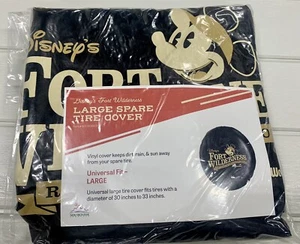 Disney's
FORT
Disney's Fort Wilderness
LARGE SPARE
TIRE COVER
Vinyl cover keeps dirt, rain, & sun away
from your spare tire.
Universal Fit-
LARGE
Universal large tire cover fits tires with a
diameter of 30 inches to 33 inches.
FORT
WILDERNESS